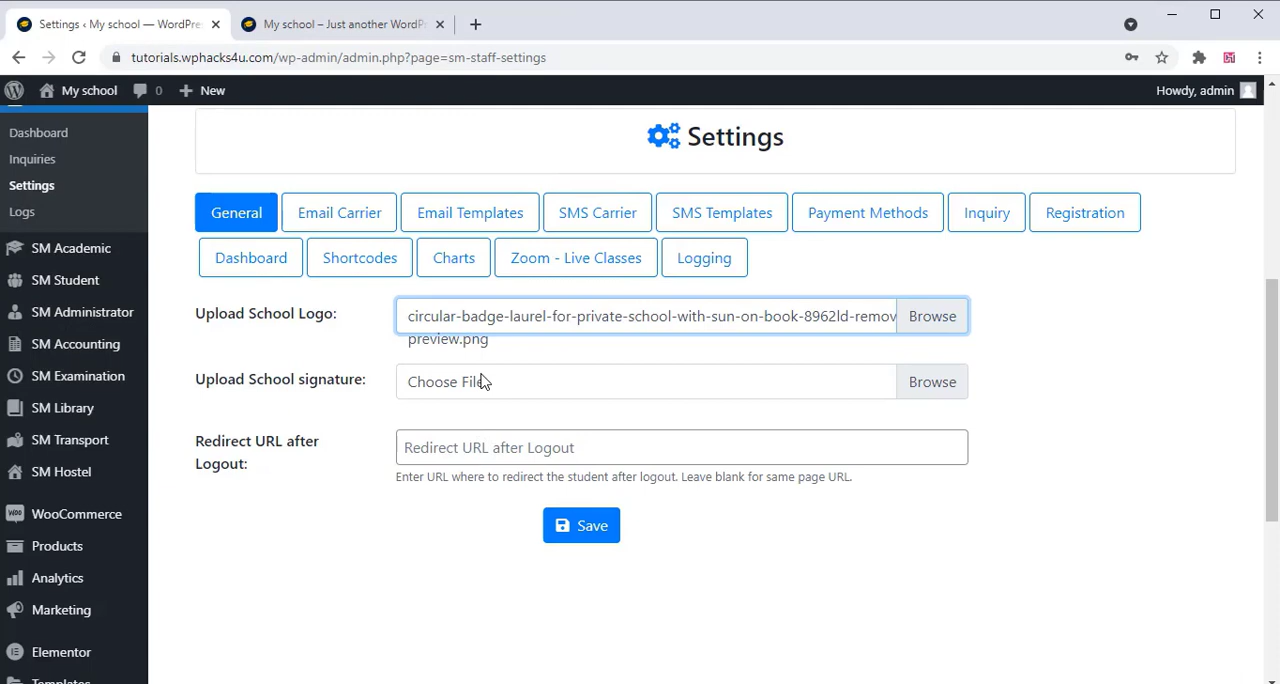 Settings ‹ My school — WordPre
My school – Just another WordP
tutorials.wphacks4u.com/wp-admin/admin.php?page=sm-staff-settings
My school 0 New Howdy, admin
Dashboard
Inquiries
Settings
Logs
SM Academic
SM Student
SM Administrator
SM Accounting
SM Examination
SM Library
SM Transport
SM Hostel
WooCommerce
Products
Analytics
Marketing
Elementor
Templates
Settings
General Email Carrier Email Templates SMS Carrier SMS Templates Payment Methods Inquiry Registration
Dashboard Shortcodes Charts Zoom - Live Classes Logging
Upload School Logo: circular-badge-laurel-for-private-school-with-sun-on-book-8962ld-remov Browse
preview.png
Upload School signature: Choose File Browse
Redirect URL after
Logout:
Redirect URL after Logout
Enter URL where to redirect the student after logout. Leave blank for same page URL.
Save